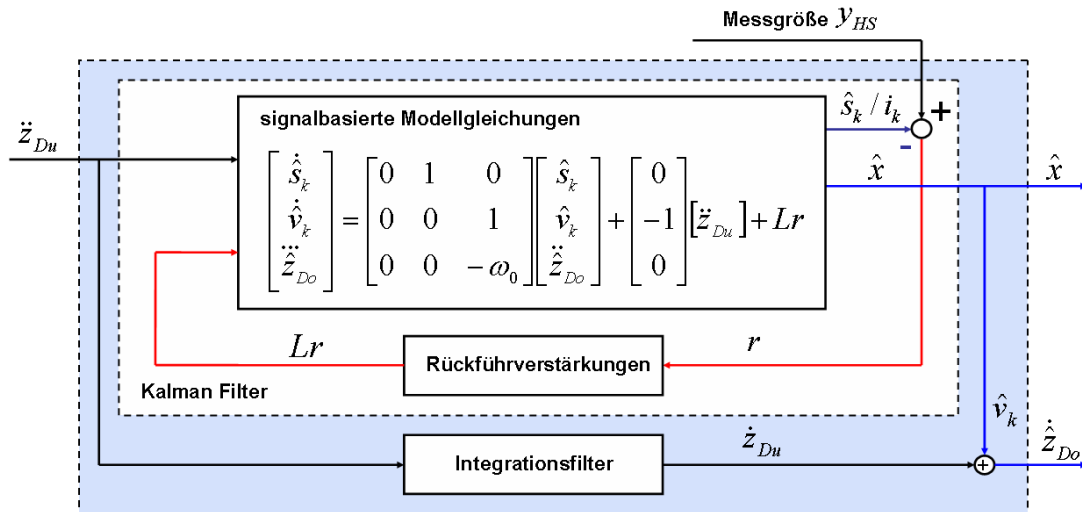 Messgröße y_HS
z̈_Du
signalbasierte Modellgleichungen
ŝ_k / i_k
+
-
[ŝ̇_k; v̂̇_k; ẑ⃛_Do] = [0 1 0; 0 0 1; 0 0 -ω_0] [ŝ_k; v̂_k; ẑ̈_Do] + [0; -1; 0] [z̈_Du] + Lr
x̂
x̂
Lr
Rückführverstärkungen
r
Kalman Filter
v̂_k
Integrationsfilter
ż_Du
+
ẑ̇_Do